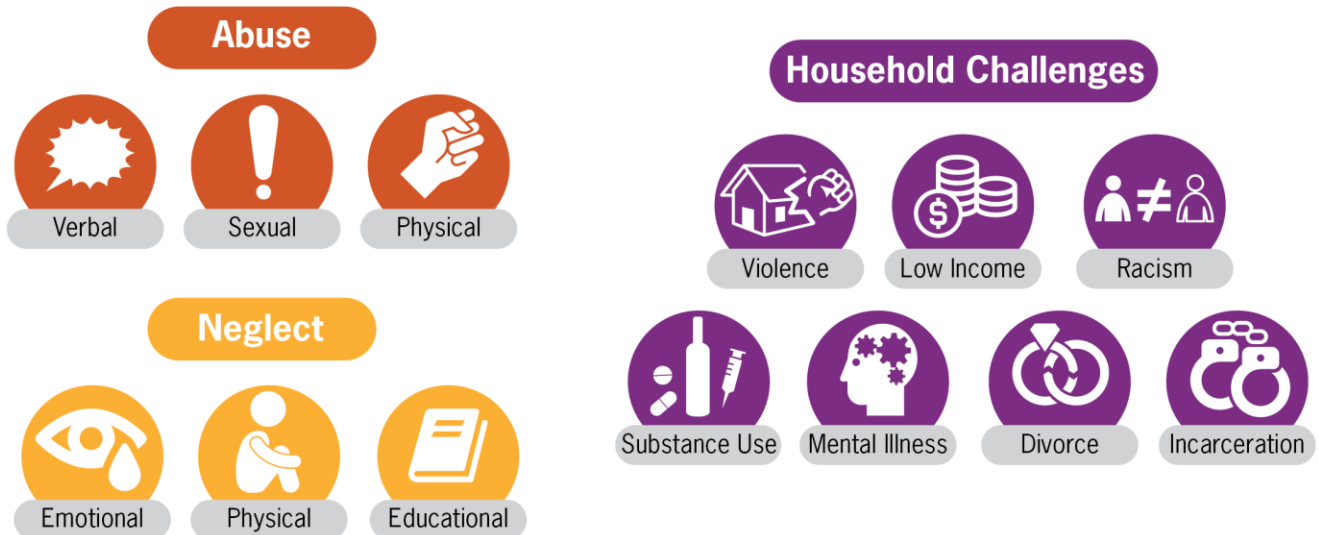 Abuse
Verbal
Sexual
Physical
Neglect
Emotional
Physical
Educational
Household Challenges
Violence
Low Income
Racism
Substance Use
Mental Illness
Divorce
Incarceration